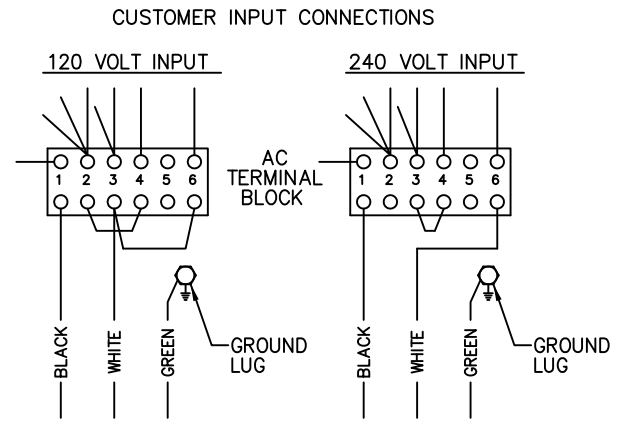 CUSTOMER INPUT CONNECTIONS
120 VOLT INPUT
240 VOLT INPUT
1 2 3 4 5 6
AC
TERMINAL
BLOCK
1 2 3 4 5 6
BLACK
WHITE
GREEN
GROUND
LUG
BLACK
WHITE
GREEN
GROUND
LUG